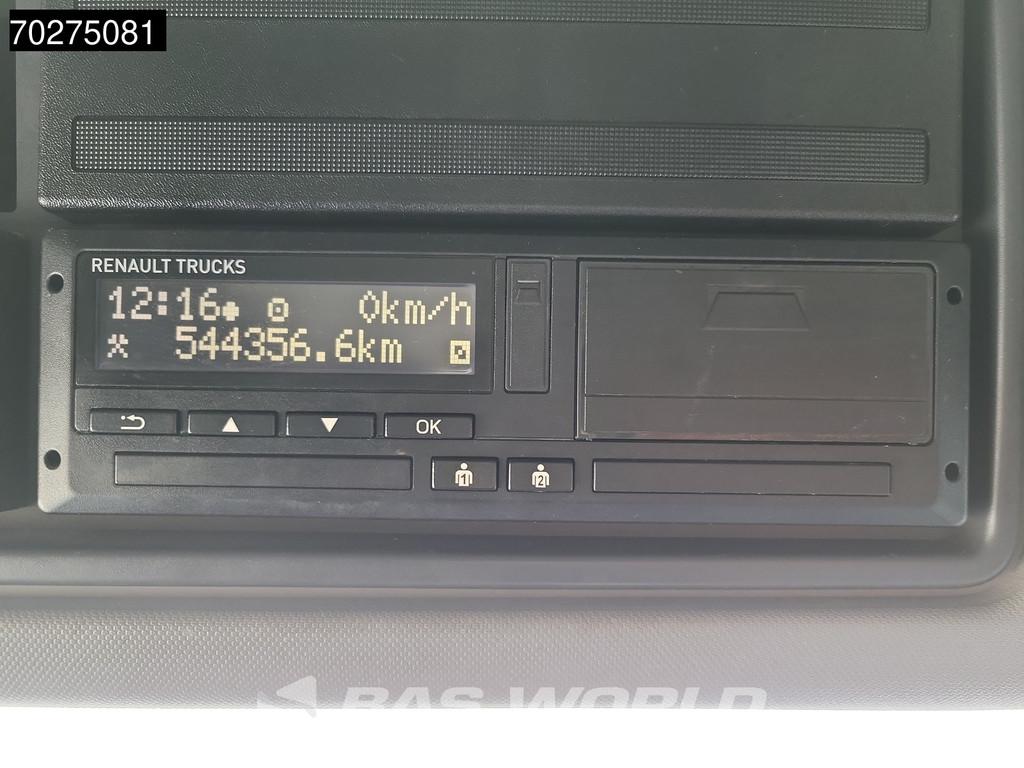 70275081
RENAULT TRUCKS
12:16 0km/h
544356.6km
OK
1 2
BAS WORLD